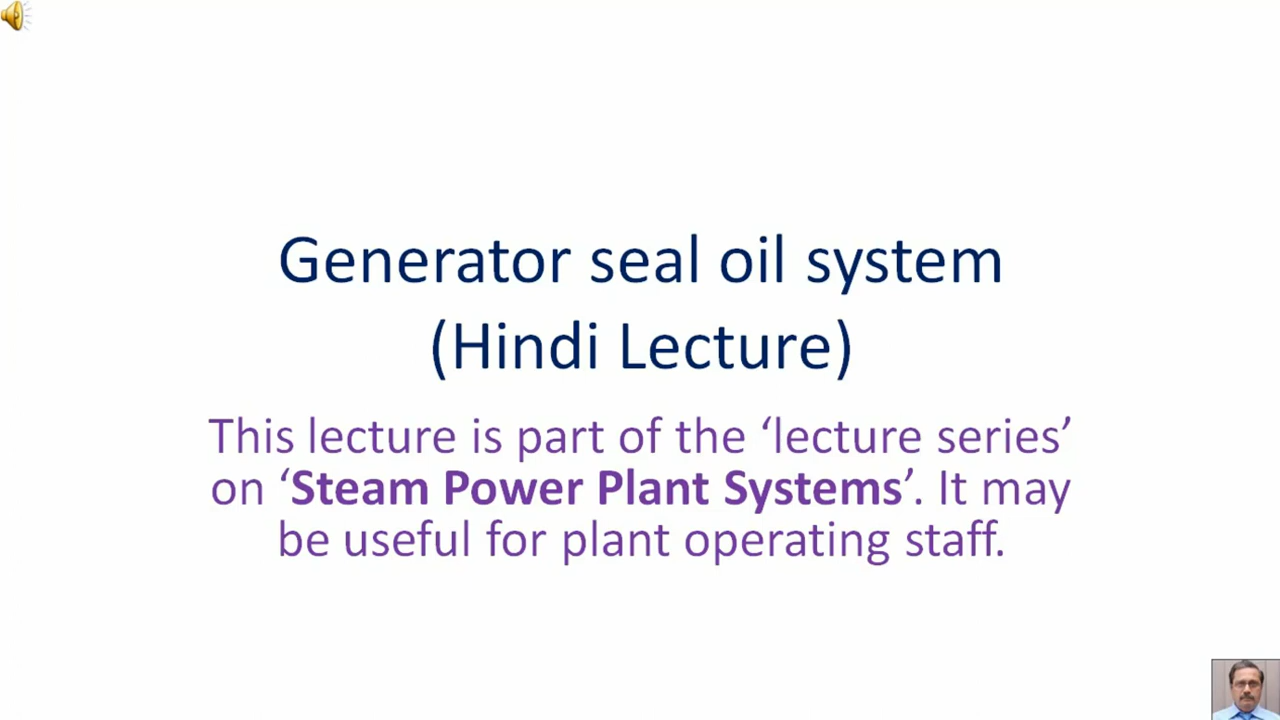 Generator seal oil system
(Hindi Lecture)
This lecture is part of the ‘lecture series’
on ‘Steam Power Plant Systems’. It may
be useful for plant operating staff.